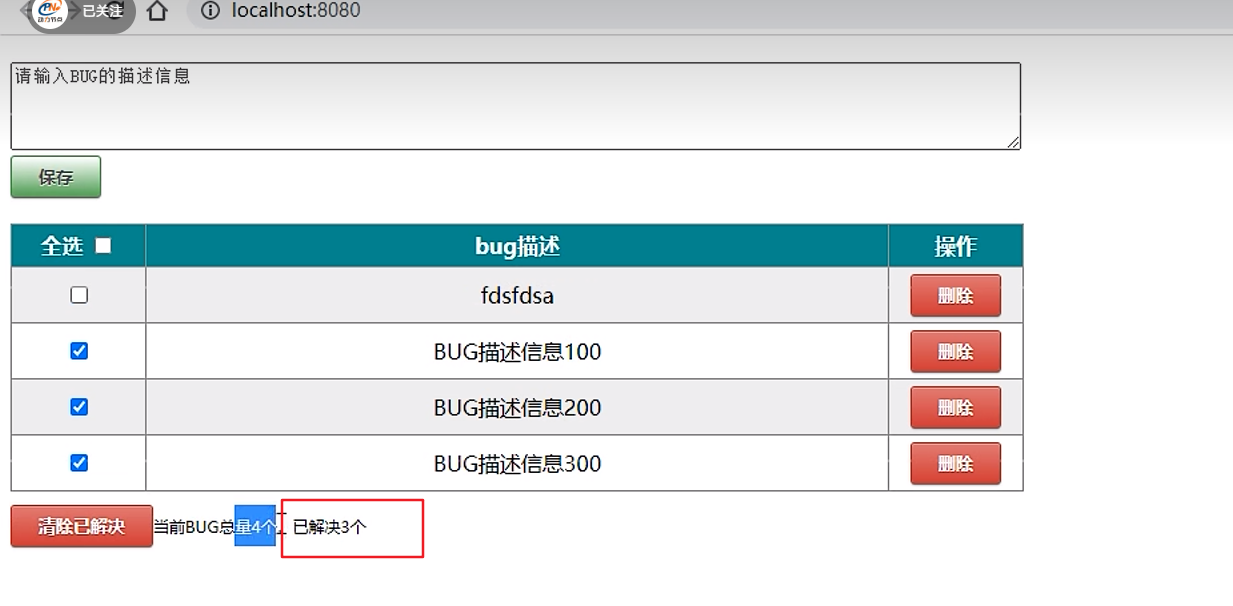 动力节点
已关注
localhost:8080
请输入BUG的描述信息
保存
全选 bug描述 操作
fdsfdsa 删除
BUG描述信息100 删除
BUG描述信息200 删除
BUG描述信息300 删除
清除已解决 当前BUG总量4个, 已解决3个